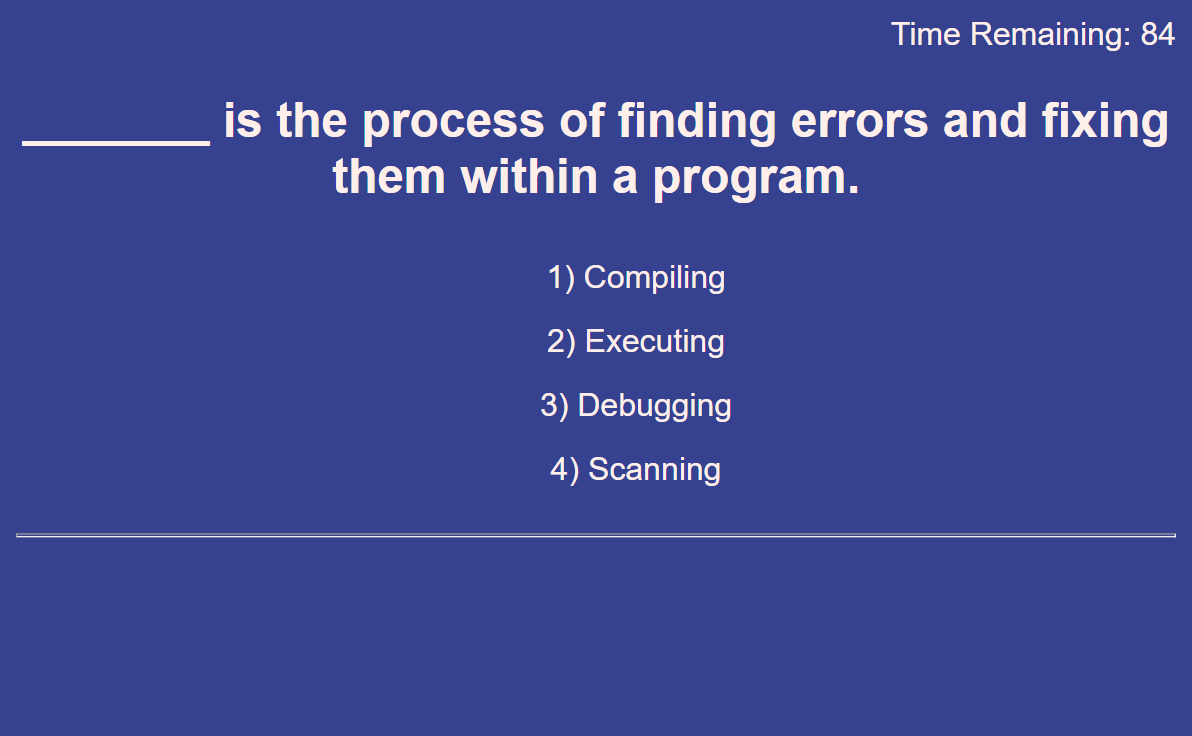 Time Remaining: 84
________ is the process of finding errors and fixing
them within a program.
1) Compiling
2) Executing
3) Debugging
4) Scanning